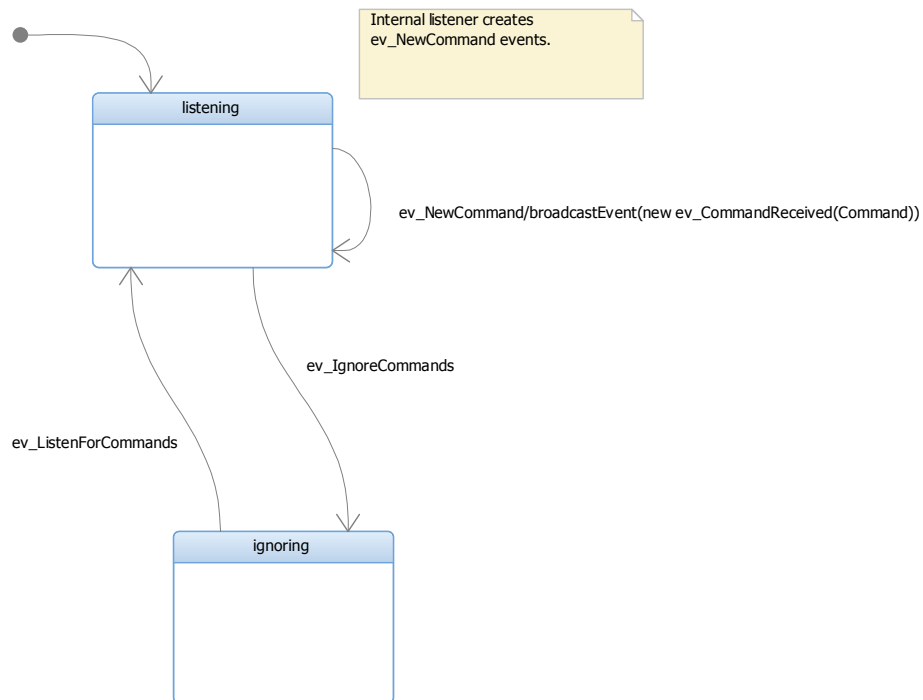 Internal listener creates
ev_NewCommand events.
listening
ev_NewCommand/broadcastEvent(new ev_CommandReceived(Command))
ev_IgnoreCommands
ev_ListenForCommands
ignoring